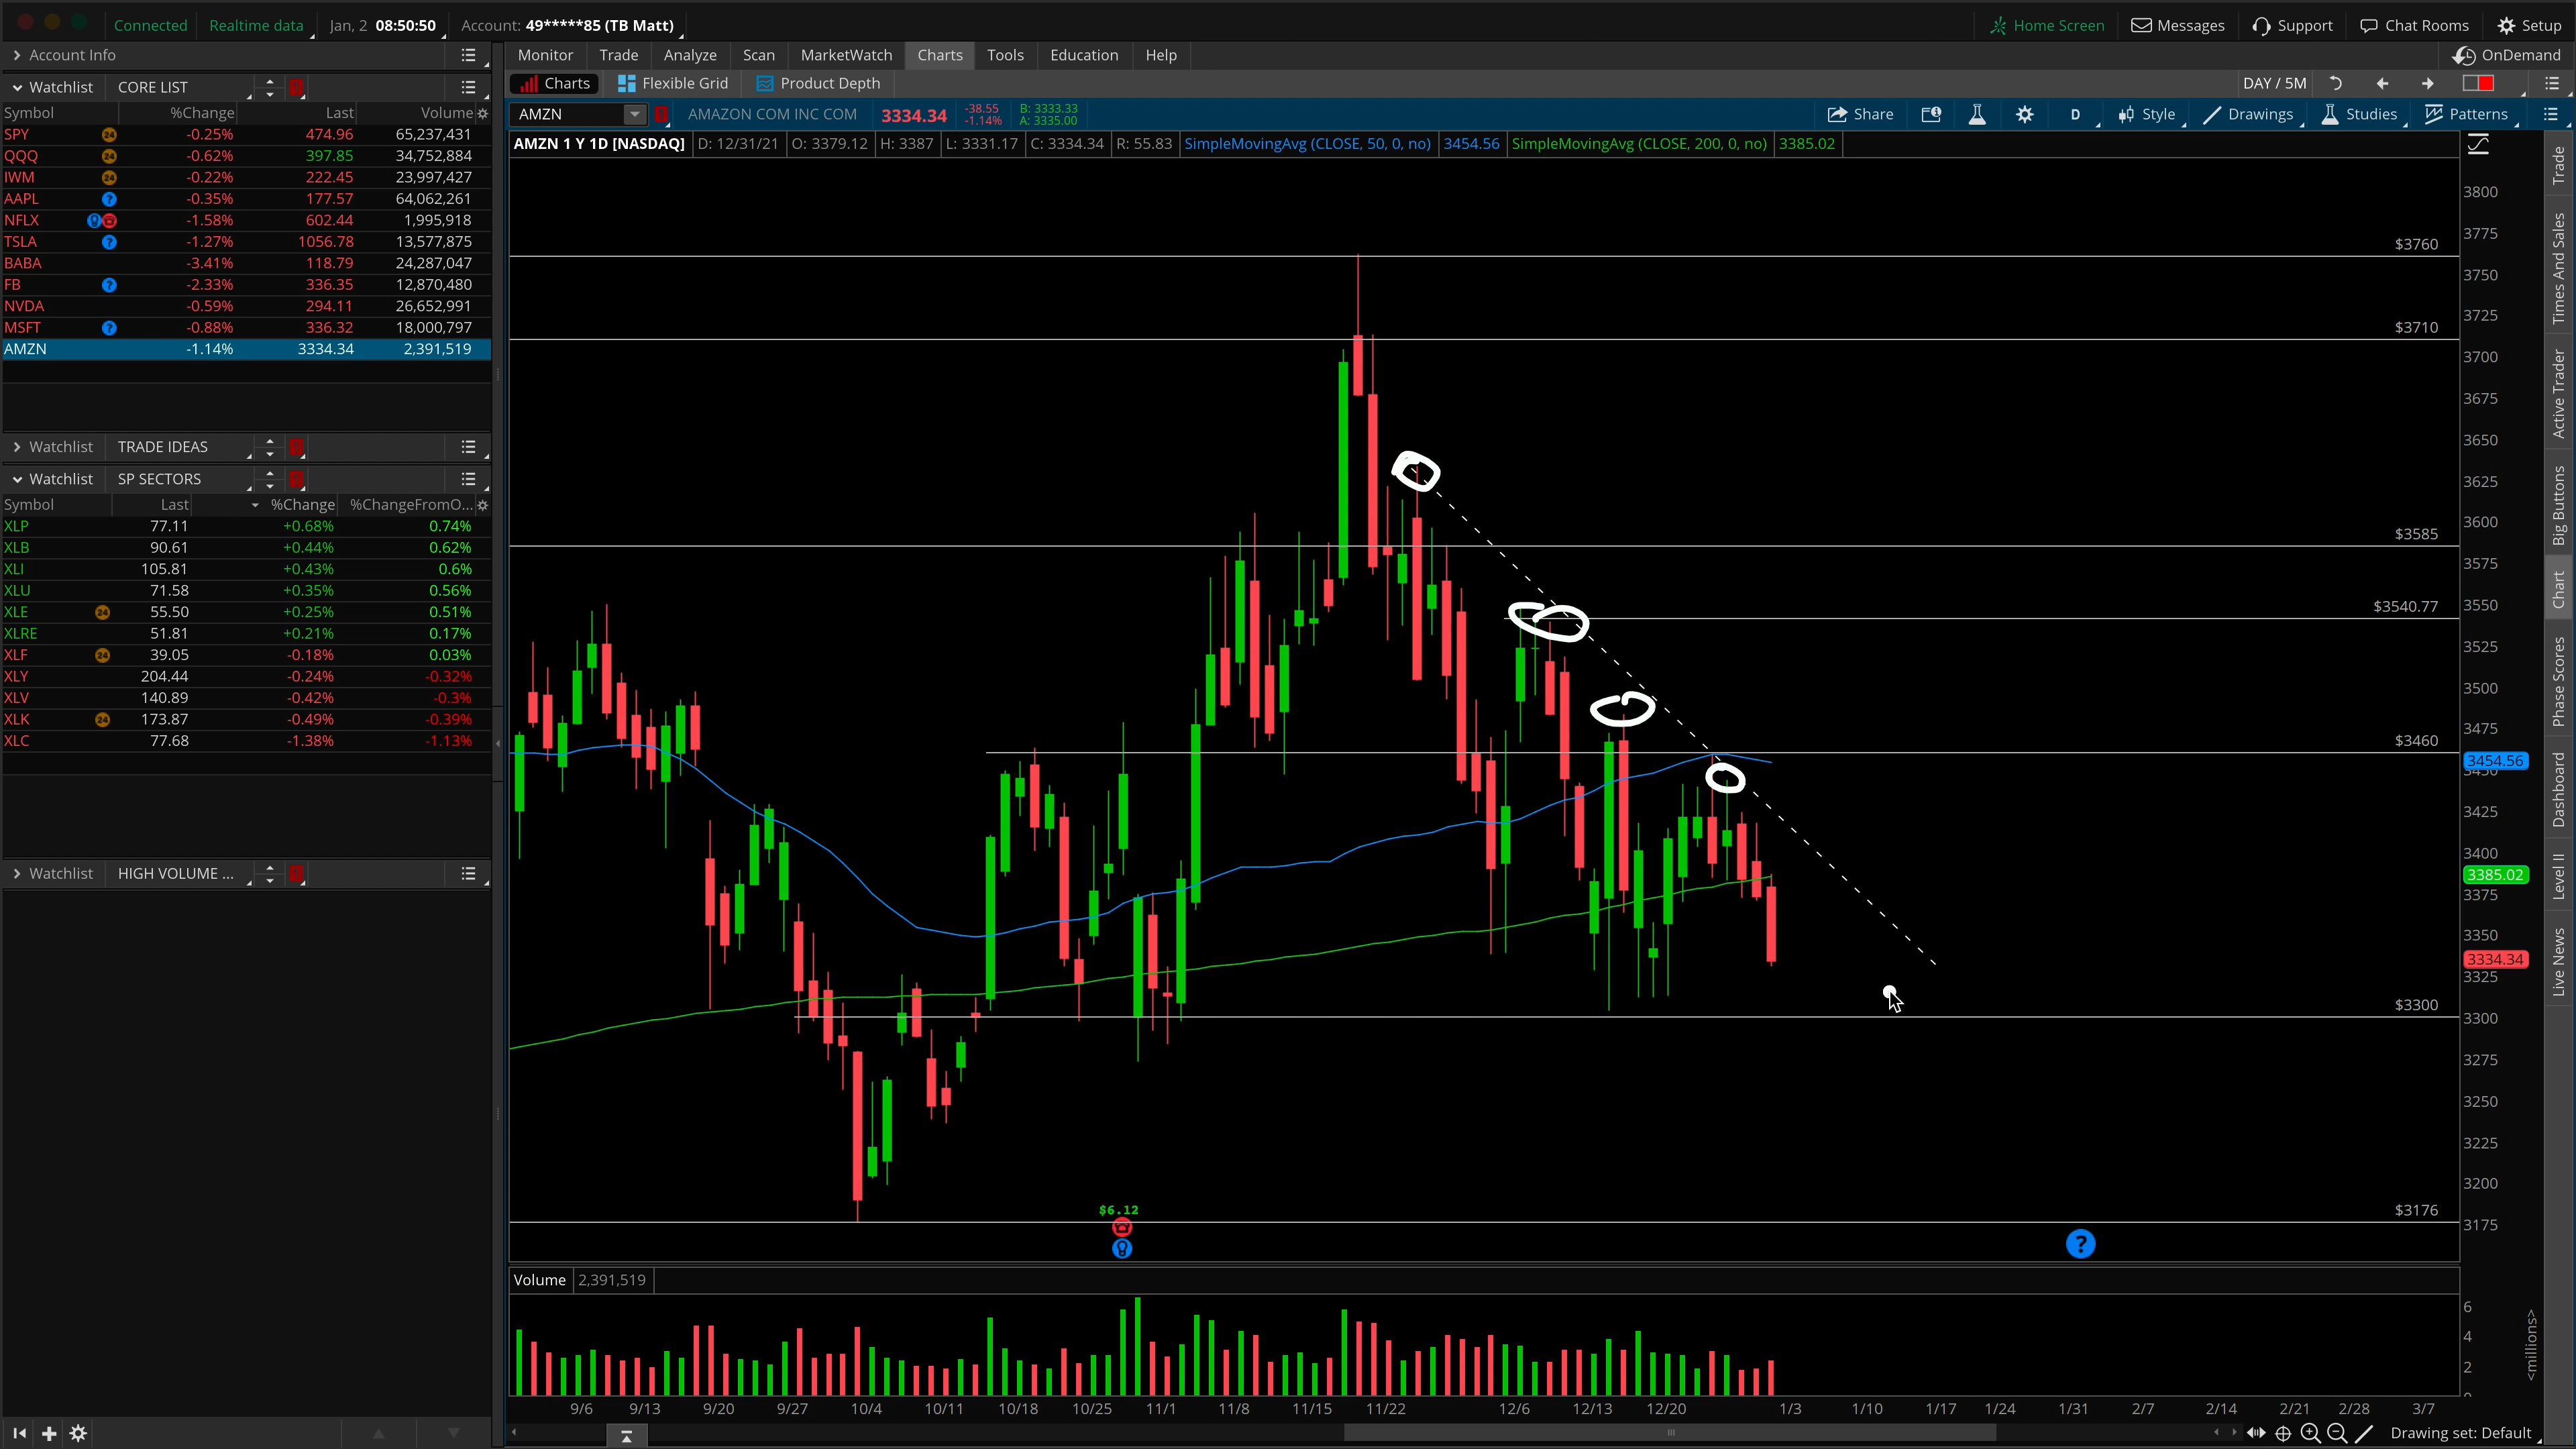 Connected Realtime data Jan, 2 08:50:50 Account: 49*****85 (TB Matt) Home Screen Messages Support Chat Rooms Setup
Account Info Monitor Trade Analyze Scan MarketWatch Charts Tools Education Help OnDemand
Watchlist CORE LIST Charts Flexible Grid Product Depth DAY / 5M
Symbol %Change Last Volume
AMZN AMAZON COM INC COM 3334.34 -38.55 -1.14% B: 3333.33 A: 3335.00 Share D Style Drawings Studies Patterns
SPY 24 -0.25% 474.96 65,237,431
AMZN 1 Y 1D [NASDAQ] D: 12/31/21 O: 3379.12 H: 3387 L: 3331.17 C: 3334.34 R: 55.83 SimpleMovingAvg (CLOSE, 50, 0, no) 3454.56 SimpleMovingAvg (CLOSE, 200, 0, no) 3385.02
QQQ 24 -0.62% 397.85 34,752,884
IWM 24 -0.22% 222.45 23,997,427
AAPL ? -0.35% 177.57 64,062,261
NFLX -1.58% 602.44 1,995,918
TSLA ? -1.27% 1056.78 13,577,875
BABA -3.41% 118.79 24,287,047
FB ? -2.33% 336.35 12,870,480
NVDA -0.59% 294.11 26,652,991
MSFT ? -0.88% 336.32 18,000,797
AMZN -1.14% 3334.34 2,391,519
Watchlist TRADE IDEAS
Watchlist SP SECTORS
Symbol Last %Change %ChangeFromO...
XLP 77.11 +0.68% 0.74%
XLB 90.61 +0.44% 0.62%
XLI 105.81 +0.43% 0.6%
XLU 71.58 +0.35% 0.56%
XLE 24 55.50 +0.25% 0.51%
XLRE 51.81 +0.21% 0.17%
XLF 24 39.05 -0.18% 0.03%
XLY 204.44 -0.24% -0.32%
XLV 140.89 -0.42% -0.3%
XLK 24 173.87 -0.49% -0.39%
XLC 77.68 -1.38% -1.13%
Watchlist HIGH VOLUME ...
$3760
$3710
$3585
$3540.77
$3460
$3300
$3176
3800
3775
3750
3725
3700
3675
3650
3625
3600
3575
3550
3525
3500
3475
3454.56
3450
3425
3400
3385.02
3375
3350
3334.34
3325
3300
3275
3250
3225
3200
3175
$6.12
?
Volume 2,391,519
6
4
2
<millions>
9/6 9/13 9/20 9/27 10/4 10/11 10/18 10/25 11/1 11/8 11/15 11/22 12/6 12/13 12/20 1/3 1/10 1/17 1/24 1/31 2/7 2/14 2/21 2/28 3/7
Drawing set: Default
Trade
Times And Sales
Active Trader
Big Buttons
Chart
Phase Scores
Dashboard
Level II
Live News